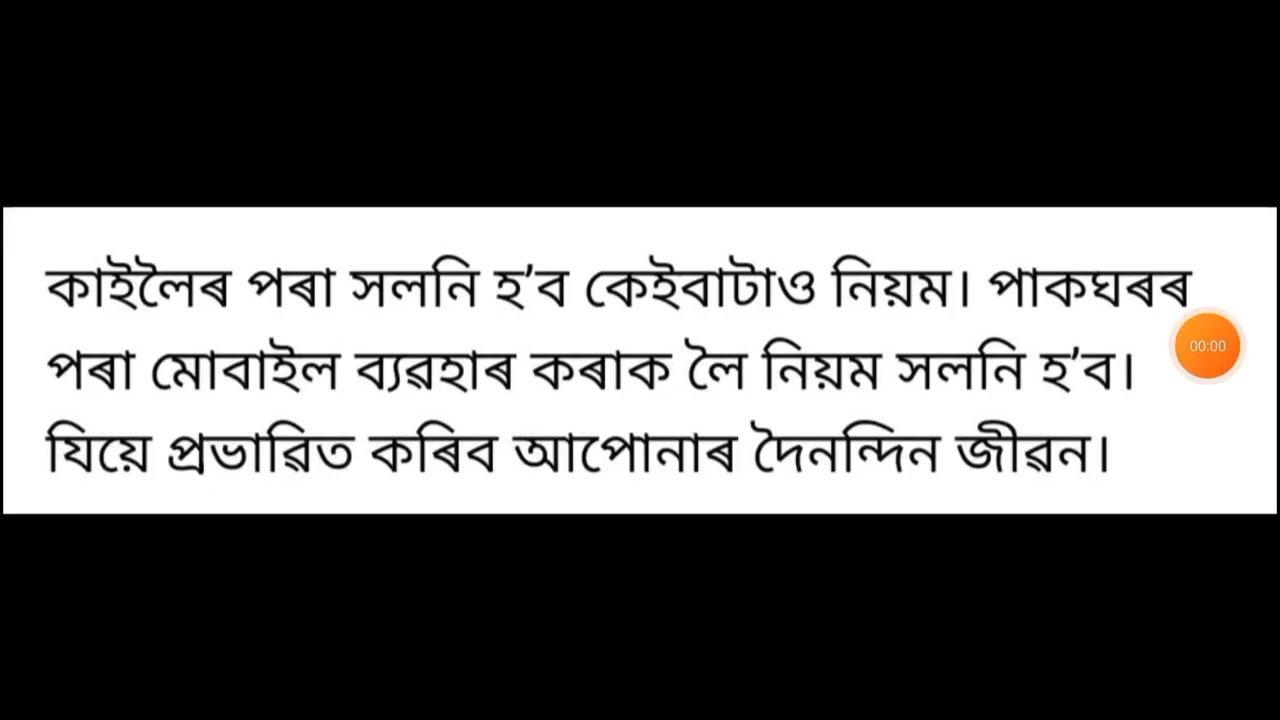 কাইলৈৰ পৰা সলনি হ’ব কেইবাটাও নিয়ম। পাকঘৰৰ
00:00
পৰা মোবাইল ব্যৱহাৰ কৰাক লৈ নিয়ম সলনি হ’ব।
যিয়ে প্ৰভাৱিত কৰিব আপোনাৰ দৈনন্দিন জীৱন।